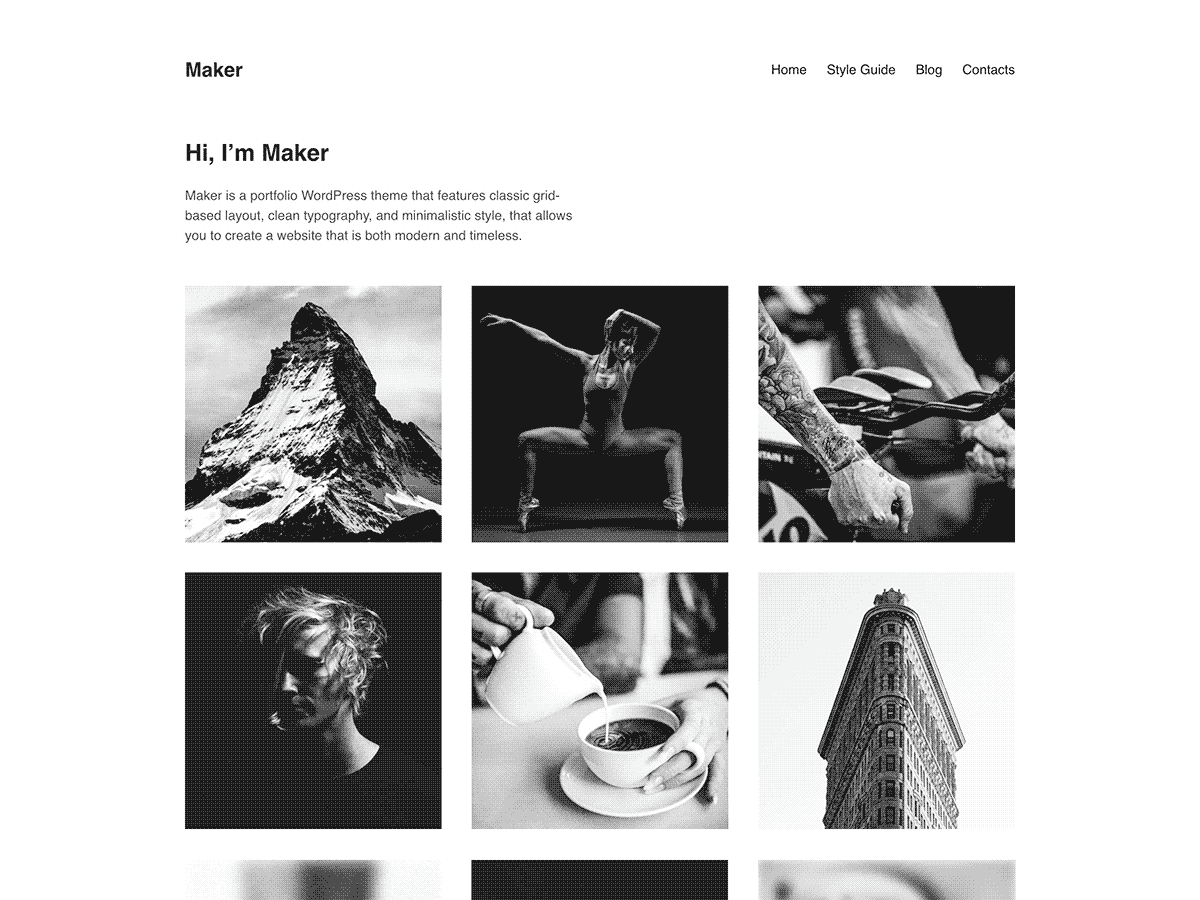 Maker
Home Style Guide Blog Contacts
Hi, I’m Maker
Maker is a portfolio WordPress theme that features classic grid-
based layout, clean typography, and minimalistic style, that allows
you to create a website that is both modern and timeless.